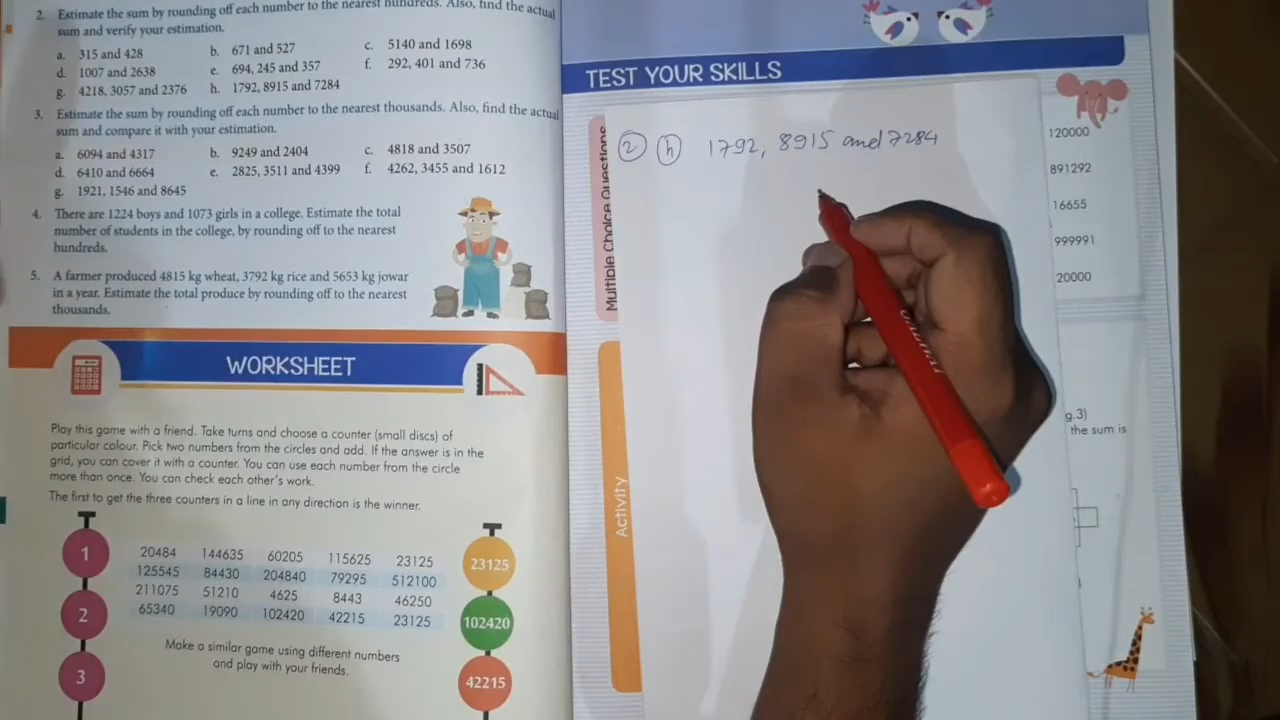 2. Estimate the sum by rounding off each number to the nearest hundreds. Also, find the actual
sum and verify your estimation.
a. 315 and 428 b. 671 and 527 c. 5140 and 1698
d. 1007 and 2638 e. 694, 245 and 357 f. 292, 401 and 736
g. 4218, 3057 and 2376 h. 1792, 8915 and 7284
3. Estimate the sum by rounding off each number to the nearest thousands. Also, find the actual
sum and compare it with your estimation.
a. 6094 and 4317 b. 9249 and 2404 c. 4818 and 3507
d. 6410 and 6664 e. 2825, 3511 and 4399 f. 4262, 3455 and 1612
g. 1921, 1546 and 8645
4. There are 1224 boys and 1073 girls in a college. Estimate the total
number of students in the college, by rounding off to the nearest
hundreds.
5. A farmer produced 4815 kg wheat, 3792 kg rice and 5653 kg jowar
in a year. Estimate the total produce by rounding off to the nearest
thousands.
WORKSHEET
Play this game with a friend. Take turns and choose a counter (small discs) of
particular colour. Pick two numbers from the circles and add. If the answer is in the
grid, you can cover it with a counter. You can use each number from the circle
more than once. You can check each other's work.
The first to get the three counters in a line in any direction is the winner.
1
2
3
20484 144635 60205 115625 23125
125545 84430 204840 79295 512100
211075 51210 4625 8443 46250
65340 19090 102420 42215 23125
23125
102420
42215
Make a similar game using different numbers
and play with your friends.
TEST YOUR SKILLS
Multiple Choice Questions
2 h 1792, 8915 and 7284
120000
891292
16655
999991
20000
Activity
g.3)
the sum is